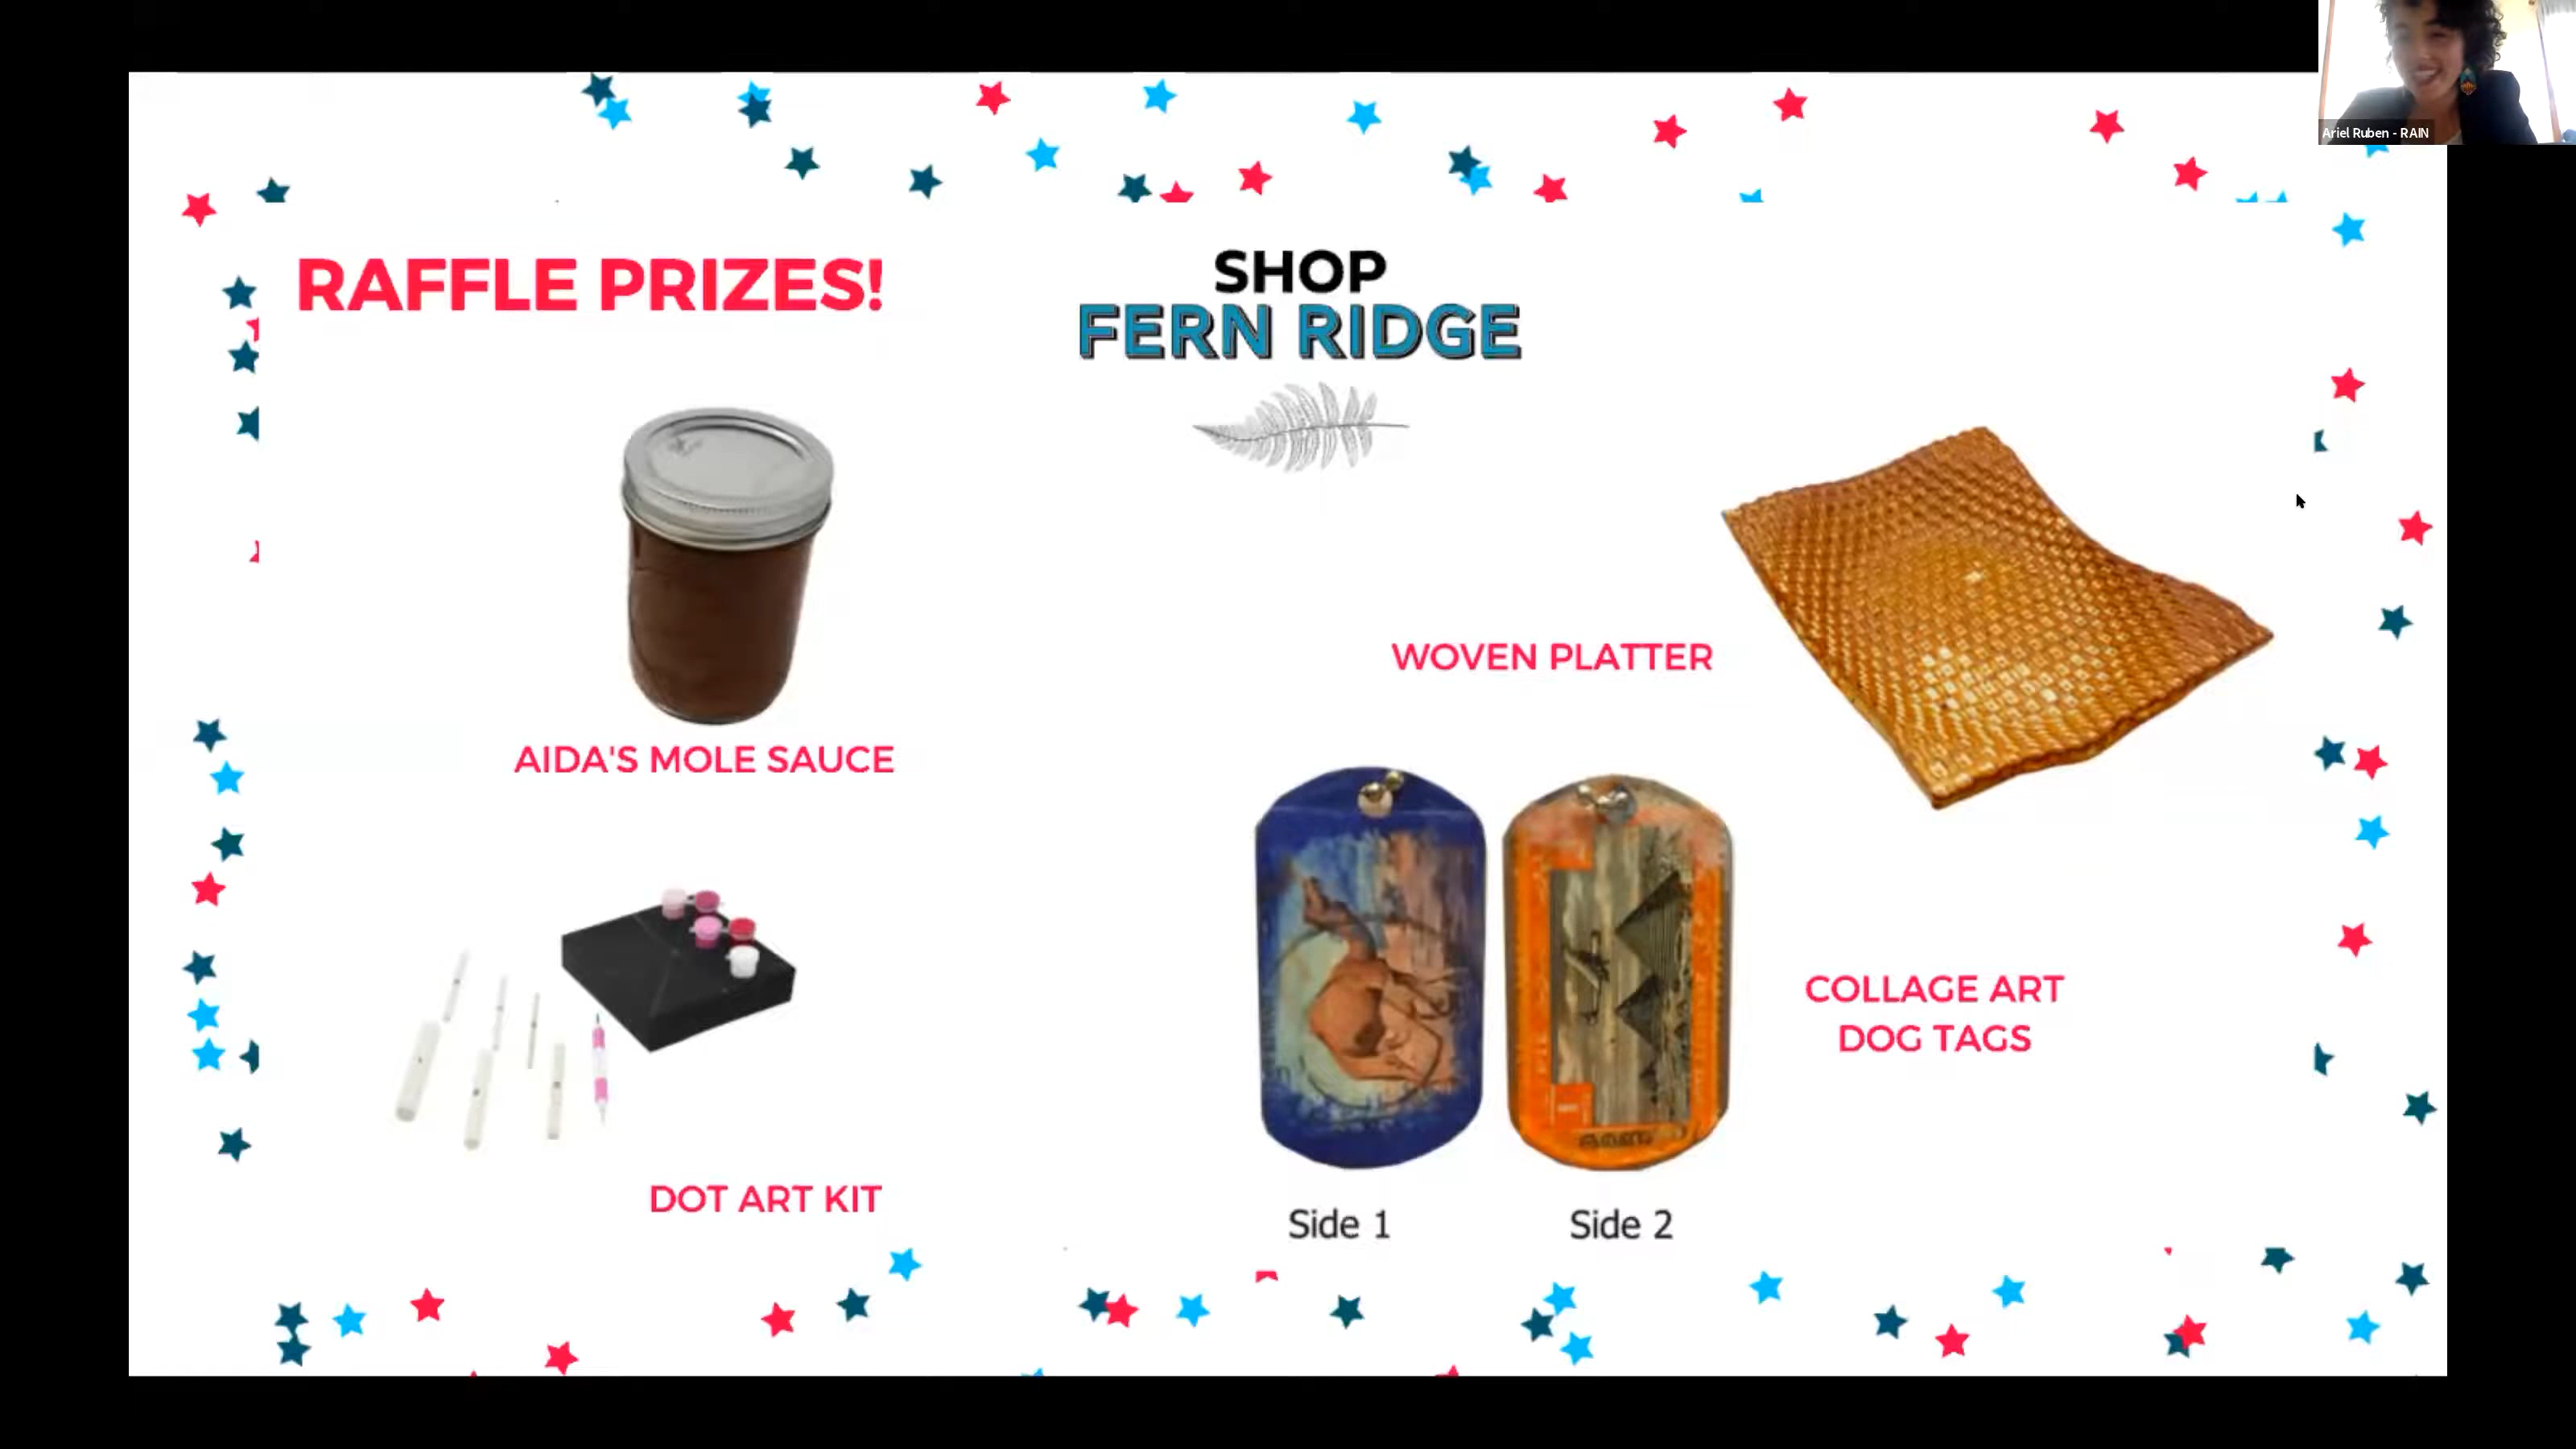 Ariel Ruben - RAIN
RAFFLE PRIZES!
SHOP
FERN RIDGE
WOVEN PLATTER
AIDA'S MOLE SAUCE
COLLAGE ART
DOG TAGS
DOT ART KIT
Side 1
Side 2